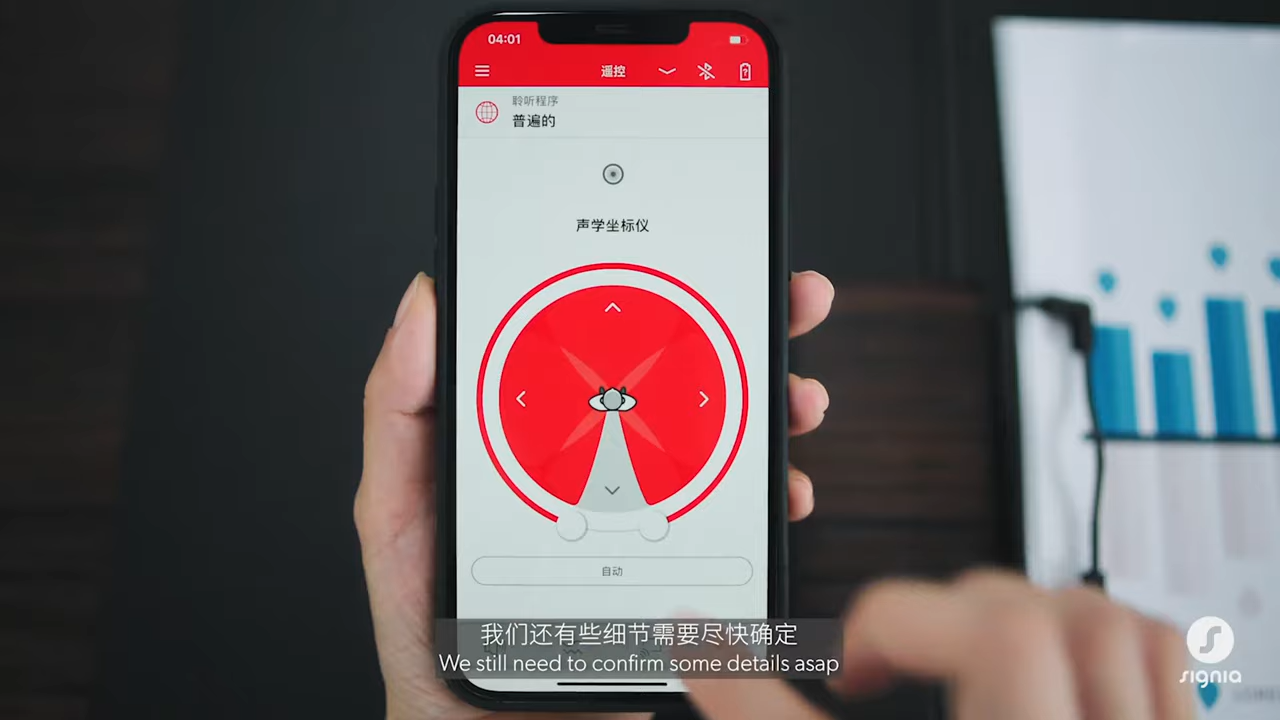 04:01
遥控
聆听程序
普遍的
声学坐标仪
自动
我们还有些细节需要尽快确定
We still need to confirm some details asap
signia